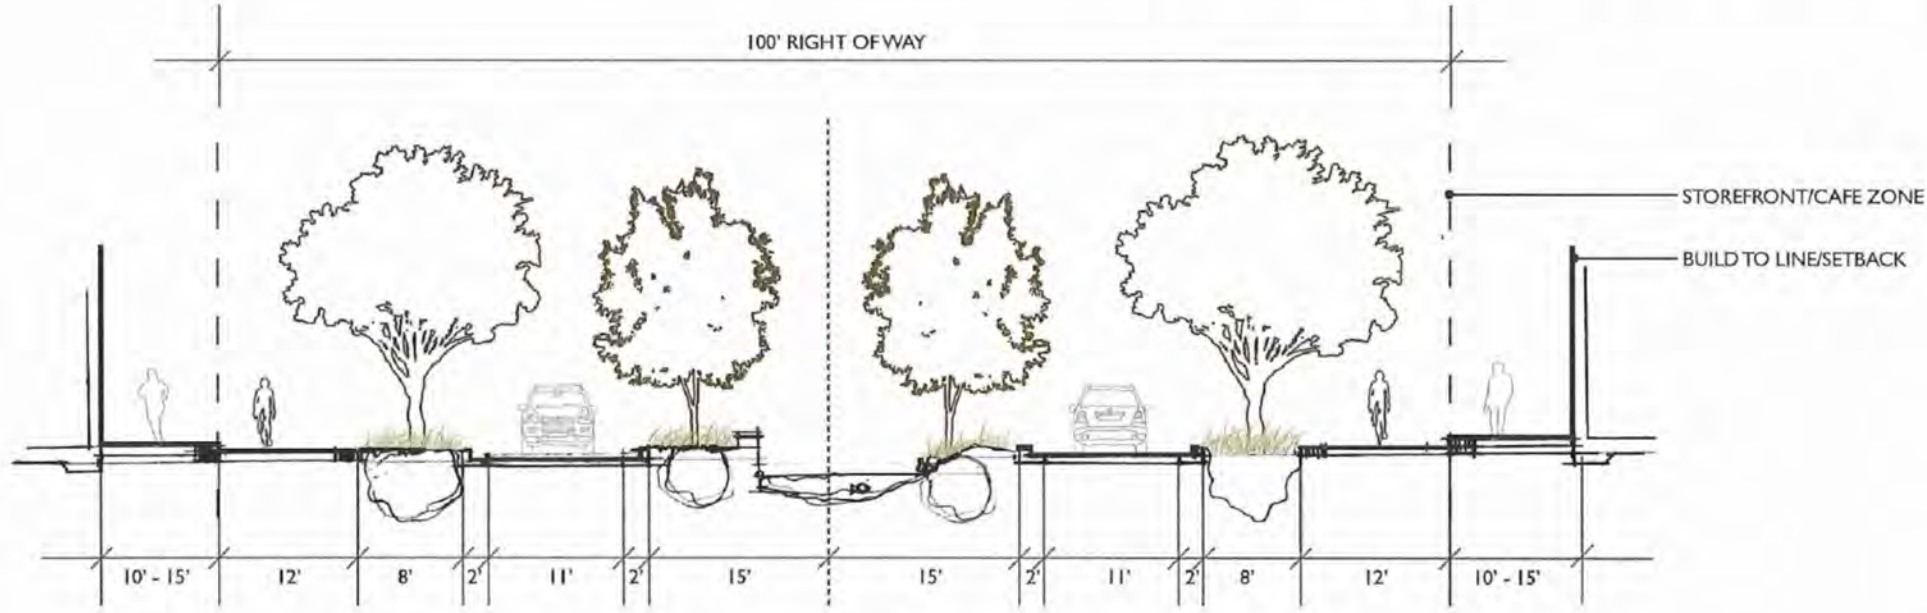 100' RIGHT OF WAY
STOREFRONT/CAFE ZONE
BUILD TO LINE/SETBACK
10' - 15' 12' 8' 2' 11' 2' 15' 15' 2' 11' 2' 8' 12' 10' - 15'